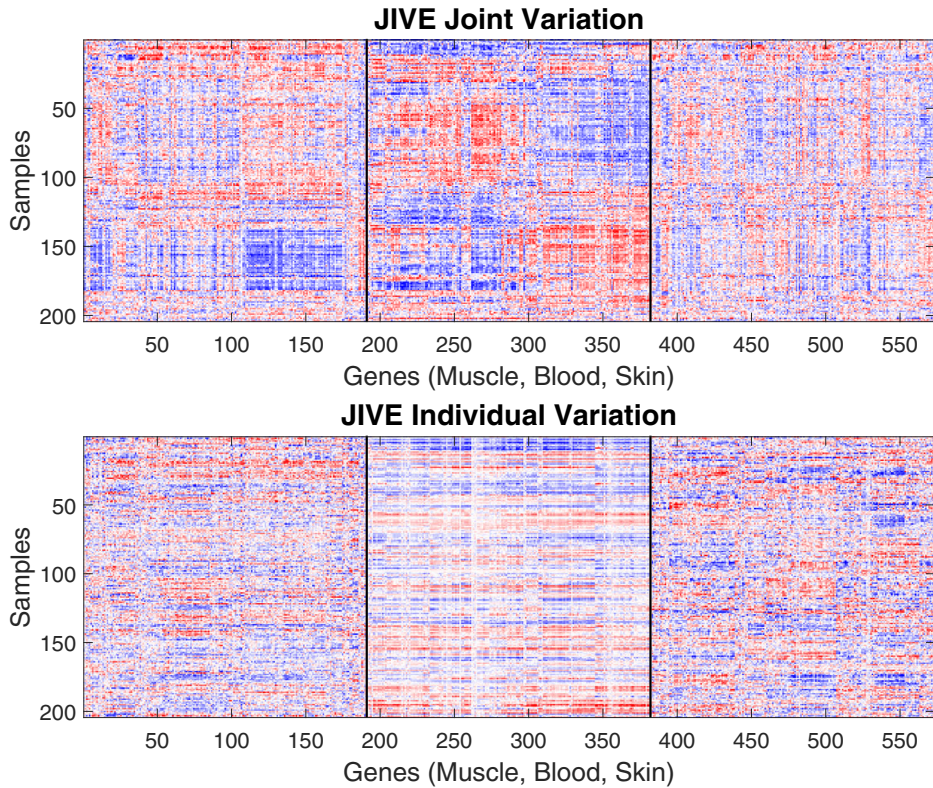 JIVE Joint Variation
Samples
50
100
150
200
50 100 150 200 250 300 350 400 450 500 550
Genes (Muscle, Blood, Skin)
JIVE Individual Variation
Samples
50
100
150
200
50 100 150 200 250 300 350 400 450 500 550
Genes (Muscle, Blood, Skin)